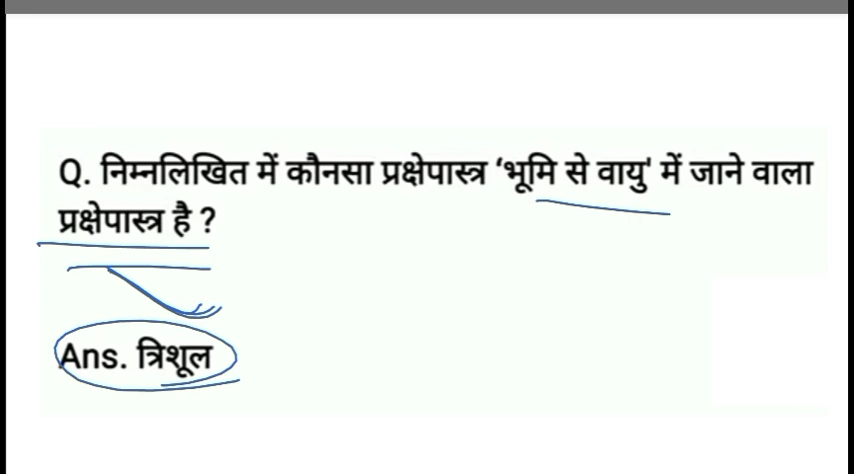 Q. निम्नलिखित में कौनसा प्रक्षेपास्त्र ‘भूमि से वायु' में जाने वाला
प्रक्षेपास्त्र है ?
Ans. त्रिशूल